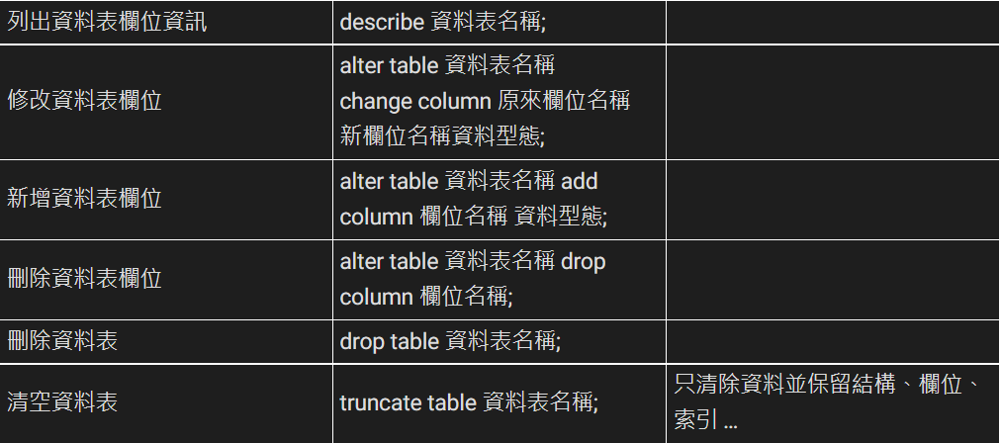 列出資料表欄位資訊
describe 資料表名稱;
修改資料表欄位
alter table 資料表名稱
change column 原來欄位名稱
新欄位名稱資料型態;
新增資料表欄位
alter table 資料表名稱 add
column 欄位名稱 資料型態;
刪除資料表欄位
alter table 資料表名稱 drop
column 欄位名稱;
刪除資料表
drop table 資料表名稱;
清空資料表
truncate table 資料表名稱;
只清除資料並保留結構、欄位、
索引 ...